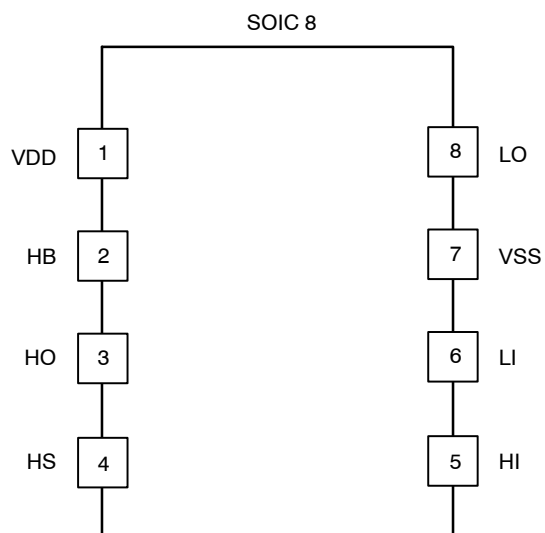 SOIC 8
VDD 1 8 LO
HB 2 7 VSS
HO 3 6 LI
HS 4 5 HI